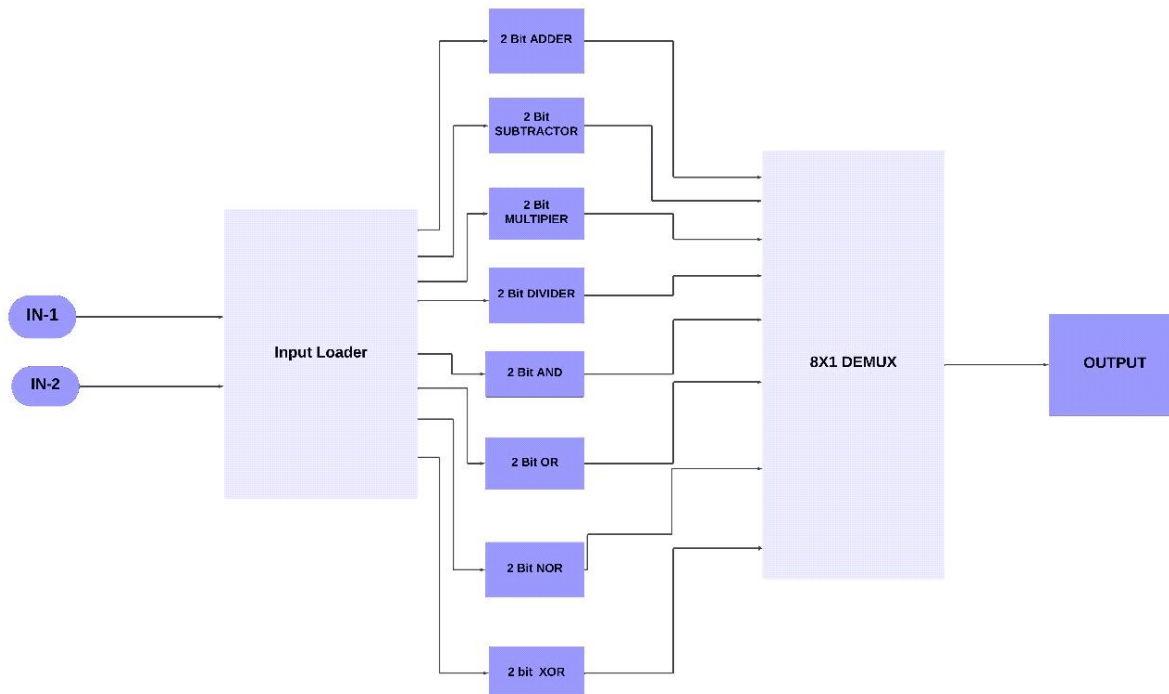 2 Bit ADDER
2 Bit
SUBTRACTOR
2 Bit
MULTIPIER
2 Bit DIVIDER
IN-1
IN-2
Input Loader
2 Bit AND
8X1 DEMUX
OUTPUT
2 Bit OR
2 Bit NOR
2 bit XOR